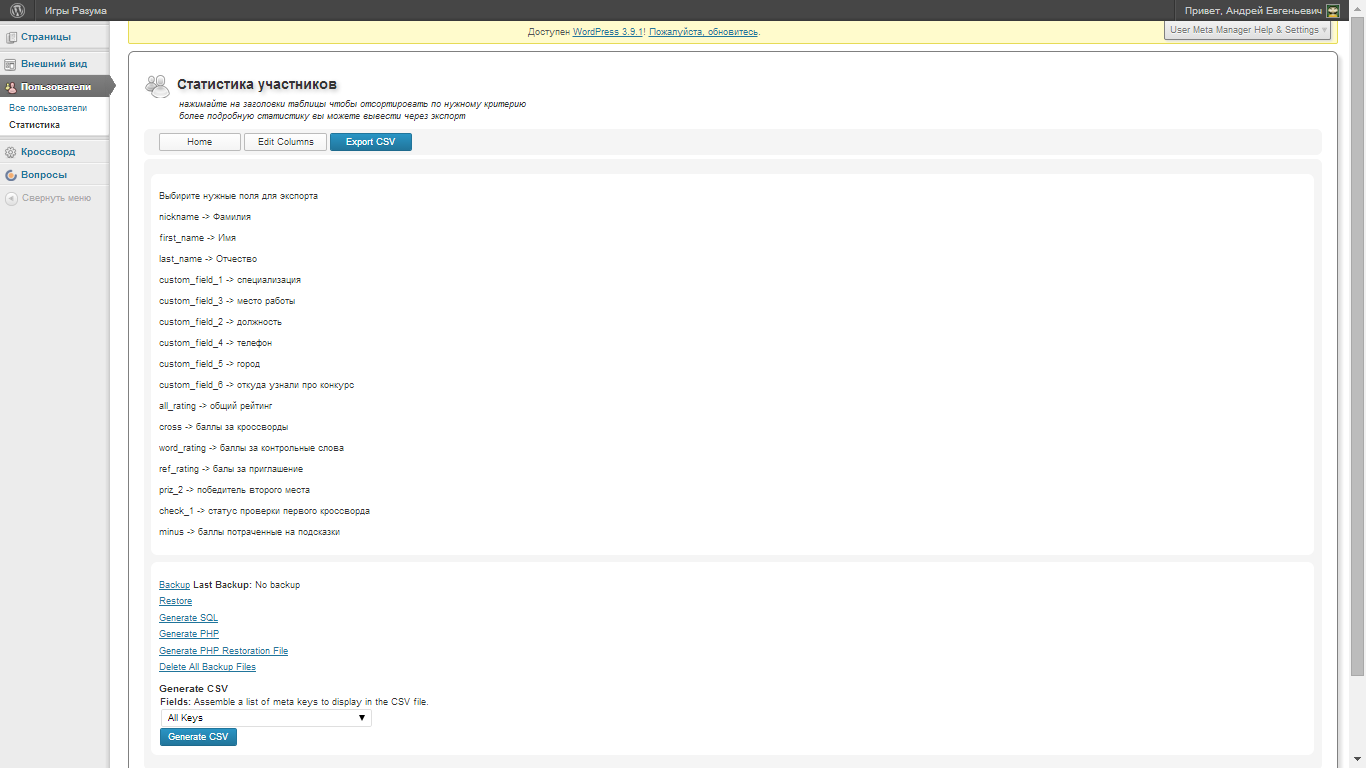 Игры Разума
Привет, Андрей Евгеньевич
Страницы
Внешний вид
Пользователи
Все пользователи
Статистика
Кроссворд
Вопросы
Свернуть меню
Доступен WordPress 3.9.1! Пожалуйста, обновитесь.
User Meta Manager Help & Settings
Статистика участников
нажимайте на заголовки таблицы чтобы отсортировать по нужному критерию
более подробную статистику вы можете вывести через экспорт
Home
Edit Columns
Export CSV
Выбирите нужные поля для экспорта
nickname -> Фамилия
first_name -> Имя
last_name -> Отчество
custom_field_1 -> специализация
custom_field_3 -> место работы
custom_field_2 -> должность
custom_field_4 -> телефон
custom_field_5 -> город
custom_field_6 -> откуда узнали про конкурс
all_rating -> общий рейтинг
cross -> баллы за кроссворды
word_rating -> баллы за контрольные слова
ref_rating -> балы за приглашение
priz_2 -> победитель второго места
check_1 -> статус проверки первого кроссворда
minus -> баллы потраченные на подсказки
Backup Last Backup: No backup
Restore
Generate SQL
Generate PHP
Generate PHP Restoration File
Delete All Backup Files
Generate CSV
Fields: Assemble a list of meta keys to display in the CSV file.
All Keys
Generate CSV